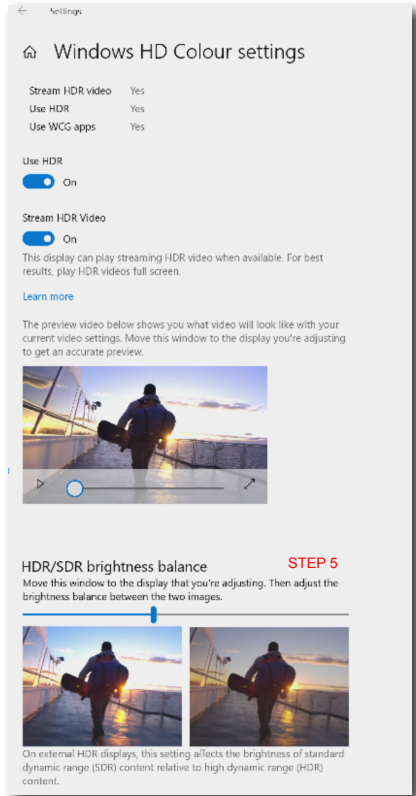 Settings
Windows HD Colour settings
Stream HDR video Yes
Use HDR Yes
Use WCG apps Yes
Use HDR
On
Stream HDR Video
On
This display can play streaming HDR video when available. For best
results, play HDR videos full screen.
Learn more
The preview video below shows you what video will look like with your
current video settings. Move this window to the display you're adjusting
to get an accurate preview.
HDR/SDR brightness balance STEP 5
Move this window to the display that you're adjusting. Then adjust the
brightness balance between the two images.
On external HDR displays, this setting affects the brightness of standard
dynamic range (SDR) content relative to high dynamic range (HDR)
content.